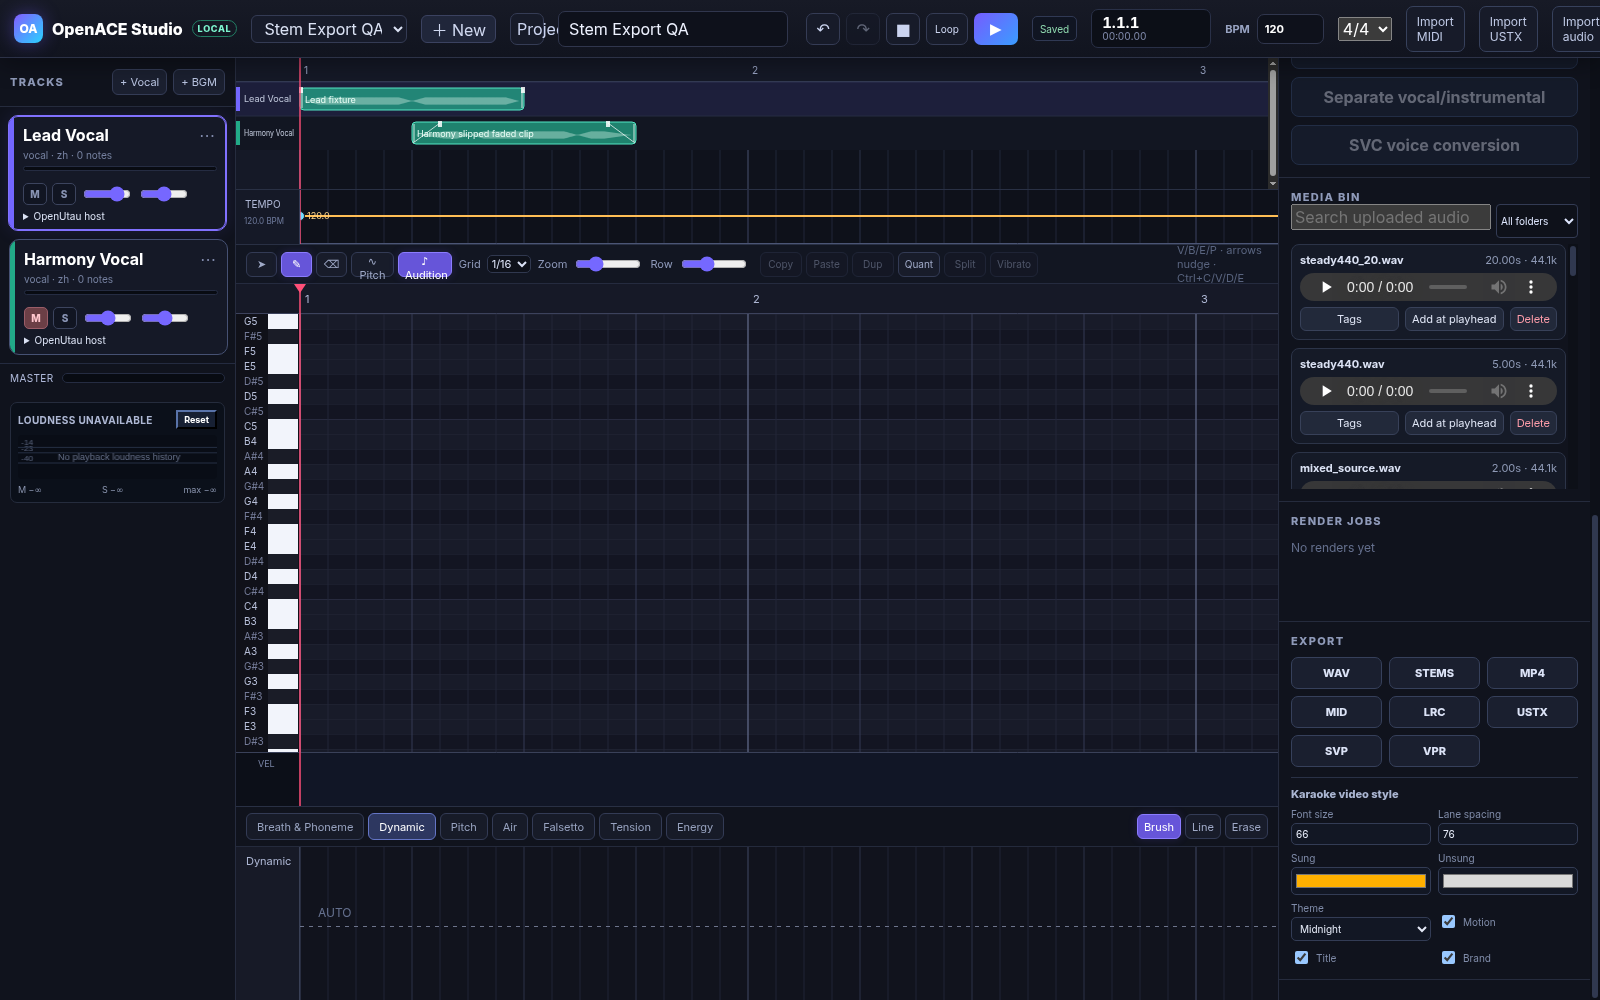 OA OpenACE Studio LOCAL Stem Export QA + New Projec Stem Export QA Loop Saved 1.1.1 00:00.00 BPM 120 4/4 Import MIDI Import USTX Import audio
TRACKS + Vocal + BGM
Lead Vocal ...
vocal · zh · 0 notes
M S
OpenUtau host
Harmony Vocal ...
vocal · zh · 0 notes
M S
OpenUtau host
MASTER
LOUDNESS UNAVAILABLE Reset
-14
-23
-40 No playback loudness history
M −∞ S −∞ max −∞
1 2 3
Lead Vocal Lead fixture
Harmony Vocal Harmony slipped faded clip
TEMPO
120.0 BPM 120.0
Pitch Audition Grid 1/16 Zoom Row Copy Paste Dup Quant Split Vibrato
V/B/E/P · arrows
nudge ·
Ctrl+C/V/D/E
1 2 3
G5
F#5
F5
E5
D#5
D5
C#5
C5
B4
A#4
A4
G#4
G4
F#4
F4
E4
D#4
D4
C#4
C4
B3
A#3
A3
G#3
G3
F#3
F3
E3
D#3
VEL
Breath & Phoneme Dynamic Pitch Air Falsetto Tension Energy Brush Line Erase
Dynamic
AUTO
Separate vocal/instrumental
SVC voice conversion
MEDIA BIN
Search uploaded audio All folders
steady440_20.wav 20.00s · 44.1k
0:00 / 0:00
Tags Add at playhead Delete
steady440.wav 5.00s · 44.1k
0:00 / 0:00
Tags Add at playhead Delete
mixed_source.wav 2.00s · 44.1k
RENDER JOBS
No renders yet
EXPORT
WAV STEMS MP4
MID LRC USTX
SVP VPR
Karaoke video style
Font size Lane spacing
66 76
Sung Unsung
Theme
Midnight Motion
Title Brand